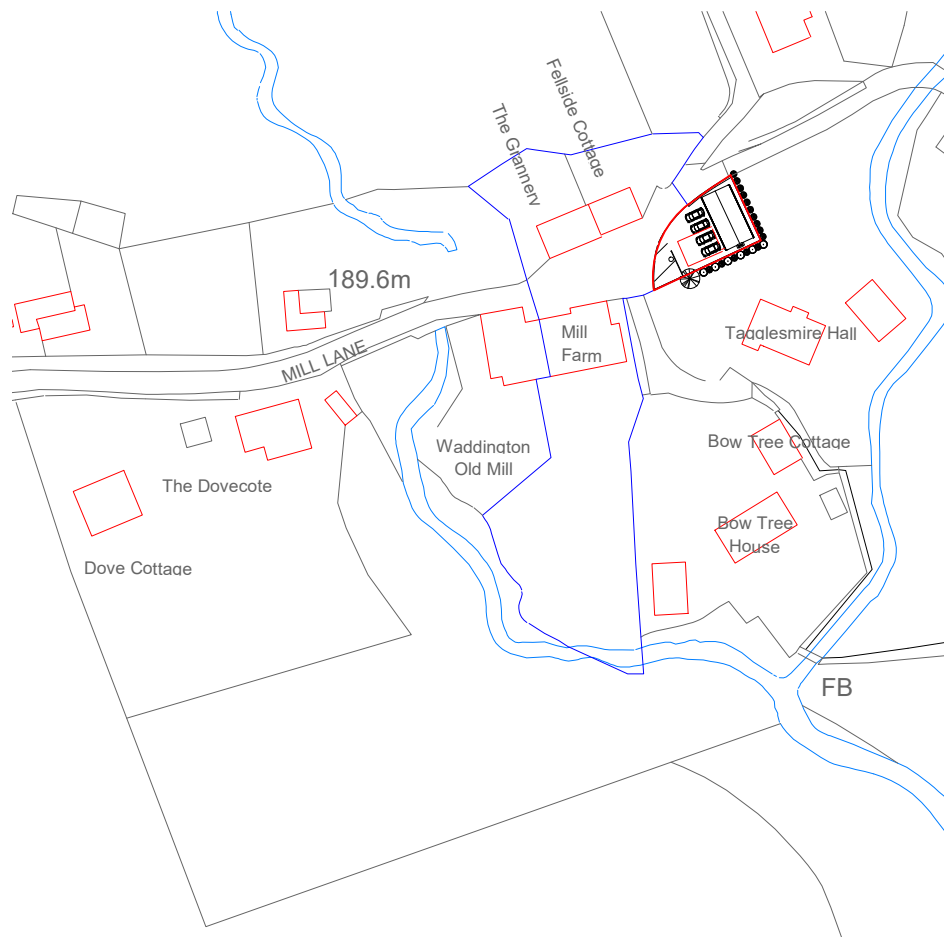 Fellside Cottage
The Grannery
189.6m
MILL LANE
Mill
Farm
Tagglesmire Hall
Waddington
Old Mill
Bow Tree Cottage
The Dovecote
Bow Tree
House
Dove Cottage
FB